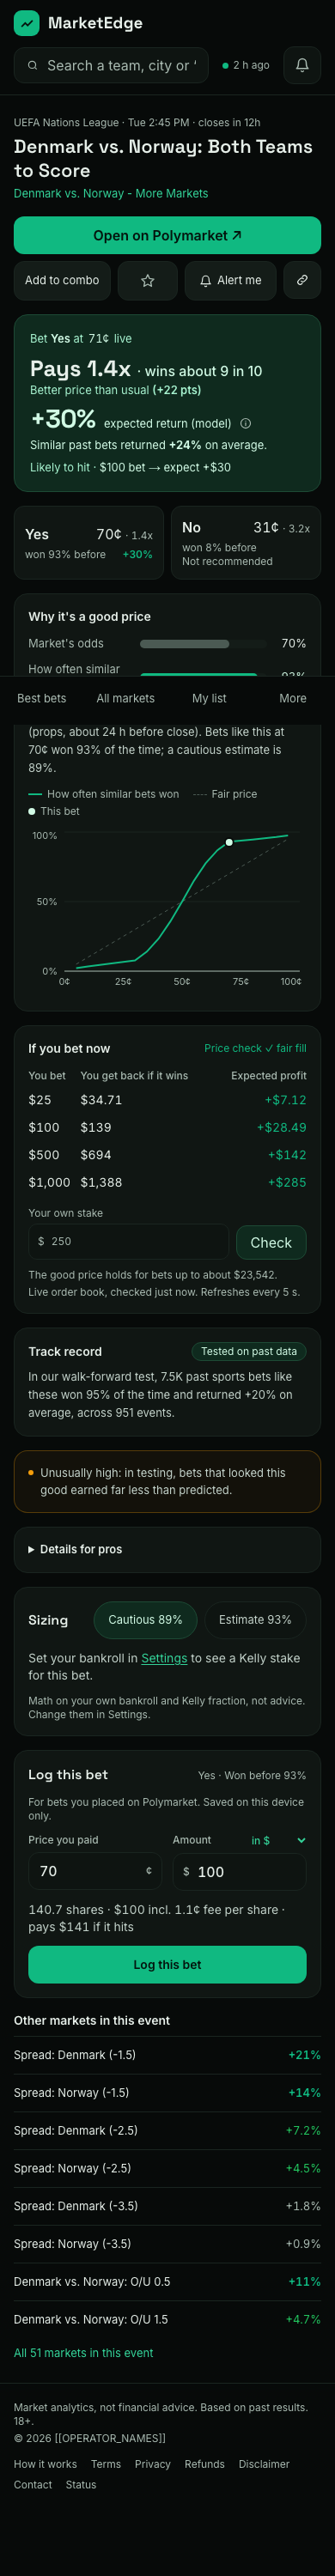 MarketEdge
Search a team, city or
2 h ago
UEFA Nations League · Tue 2:45 PM · closes in 12h
Denmark vs. Norway: Both Teams
to Score
Denmark vs. Norway - More Markets
Open on Polymarket ↗
Add to combo
Alert me
Bet Yes at 71¢ live
Pays 1.4x · wins about 9 in 10
Better price than usual (+22 pts)
+30% expected return (model)
Similar past bets returned +24% on average.
Likely to hit · $100 bet → expect +$30
Yes 70¢ · 1.4x
won 93% before +30%
No 31¢ · 3.2x
won 8% before
Not recommended
Why it's a good price
Market's odds 70%
How often similar
Best bets All markets My list More
(props, about 24 h before close). Bets like this at
70¢ won 93% of the time; a cautious estimate is
89%.
How often similar bets won Fair price
This bet
100%
50%
0%
0¢ 25¢ 50¢ 75¢ 100¢
If you bet now Price check ✓ fair fill
You bet You get back if it wins Expected profit
$25 $34.71 +$7.12
$100 $139 +$28.49
$500 $694 +$142
$1,000 $1,388 +$285
Your own stake
$ 250 Check
The good price holds for bets up to about $23,542.
Live order book, checked just now. Refreshes every 5 s.
Track record Tested on past data
In our walk-forward test, 7.5K past sports bets like
these won 95% of the time and returned +20% on
average, across 951 events.
Unusually high: in testing, bets that looked this
good earned far less than predicted.
Details for pros
Sizing Cautious 89% Estimate 93%
Set your bankroll in Settings to see a Kelly stake
for this bet.
Math on your own bankroll and Kelly fraction, not advice.
Change them in Settings.
Log this bet Yes · Won before 93%
For bets you placed on Polymarket. Saved on this device
only.
Price you paid Amount in $
70 ¢ $ 100
140.7 shares · $100 incl. 1.1¢ fee per share ·
pays $141 if it hits
Log this bet
Other markets in this event
Spread: Denmark (-1.5) +21%
Spread: Norway (-1.5) +14%
Spread: Denmark (-2.5) +7.2%
Spread: Norway (-2.5) +4.5%
Spread: Denmark (-3.5) +1.8%
Spread: Norway (-3.5) +0.9%
Denmark vs. Norway: O/U 0.5 +11%
Denmark vs. Norway: O/U 1.5 +4.7%
All 51 markets in this event
Market analytics, not financial advice. Based on past results.
18+.
© 2026 [[OPERATOR_NAMES]]
How it works Terms Privacy Refunds Disclaimer
Contact Status